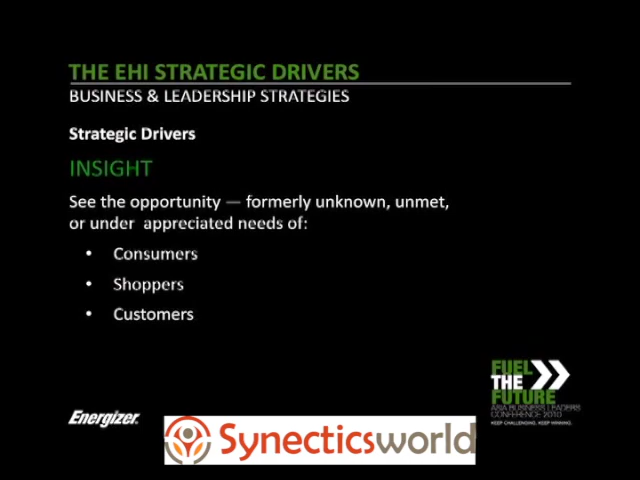 THE EHI STRATEGIC DRIVERS
BUSINESS & LEADERSHIP STRATEGIES
Strategic Drivers
INSIGHT
See the opportunity — formerly unknown, unmet,
or under appreciated needs of:
• Consumers
• Shoppers
• Customers
FUEL
THE
FUTURE
ASIA BUSINESS LEADERS
CONFERENCE 2010
KEEP CHALLENGING. KEEP WINNING.
Energizer.
Synecticsworld